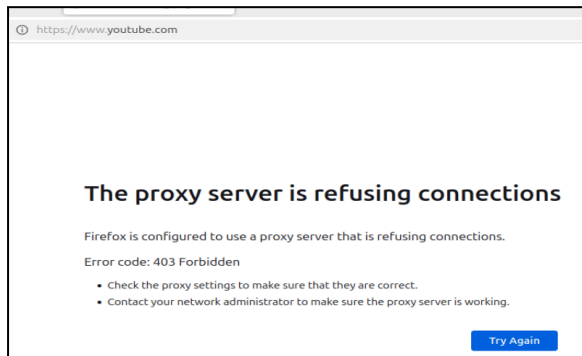 https://www.youtube.com
The proxy server is refusing connections
Firefox is configured to use a proxy server that is refusing connections.
Error code: 403 Forbidden
• Check the proxy settings to make sure that they are correct.
• Contact your network administrator to make sure the proxy server is working.
Try Again